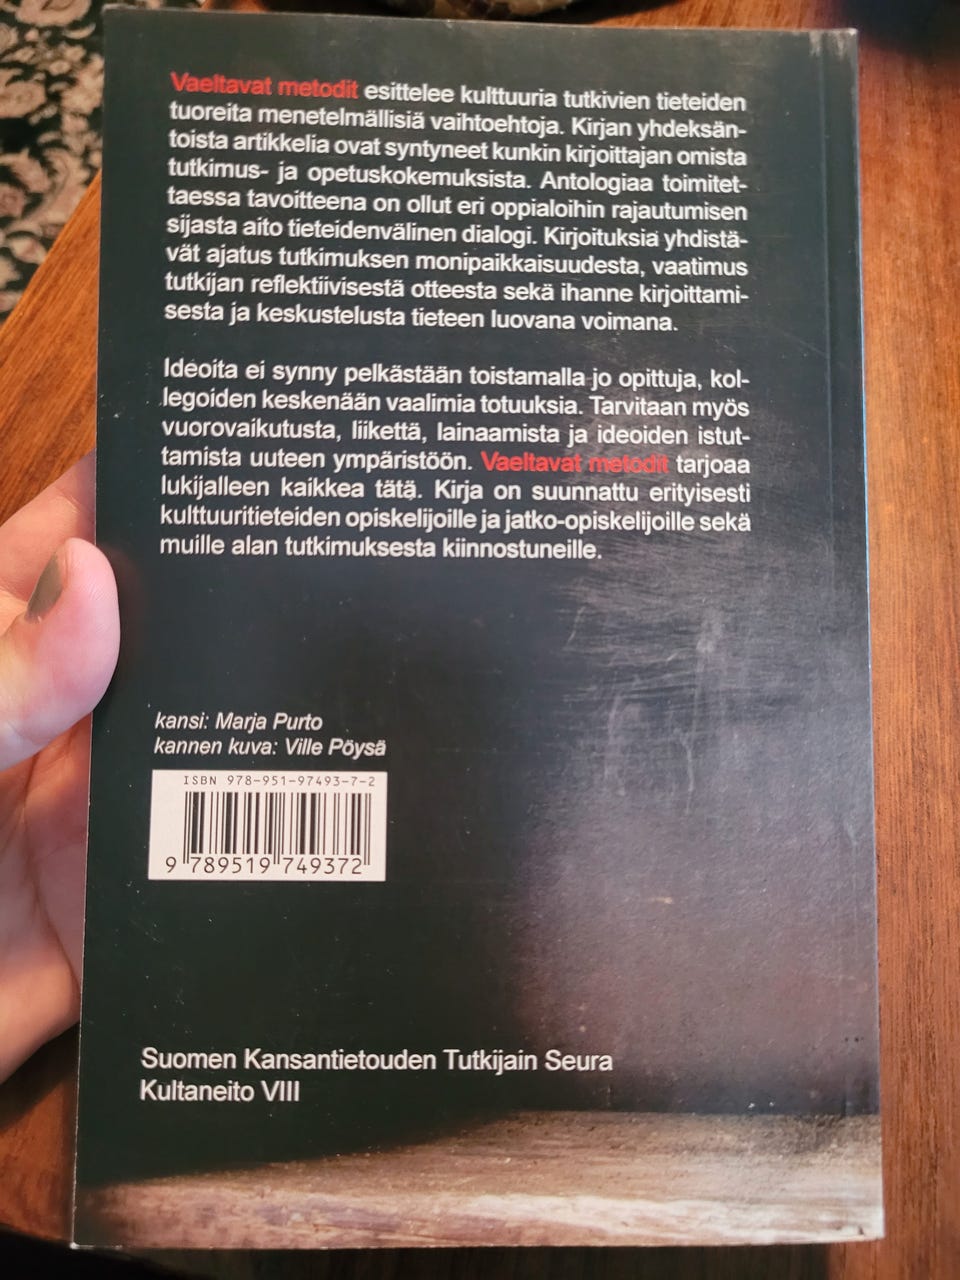 Vaeltavat metodit esittelee kulttuuria tutkivien tieteiden
tuoreita menetelmällisiä vaihtoehtoja. Kirjan yhdeksän-
toista artikkelia ovat syntyneet kunkin kirjoittajan omista
tutkimus- ja opetuskokemuksista. Antologiaa toimitet-
taessa tavoitteena on ollut eri oppialoihin rajautumisen
sijasta aito tieteidenvälinen dialogi. Kirjoituksia yhdistä-
vät ajatus tutkimuksen monipaikkaisuudesta, vaatimus
tutkijan reflektiivisestä otteesta sekä ihanne kirjoittami-
sesta ja keskustelusta tieteen luovana voimana.
Ideoita ei synny pelkästään toistamalla jo opittuja, kol-
legoiden keskenään vaalimia totuuksia. Tarvitaan myös
vuorovaikutusta, liikettä, lainaamista ja ideoiden istut-
tamista uuteen ympäristöön. Vaeltavat metodit tarjoaa
lukijalleen kaikkea tätä. Kirja on suunnattu erityisesti
kulttuuritieteiden opiskelijoille ja jatko-opiskelijoille sekä
muille alan tutkimuksesta kiinnostuneille.
kansi: Marja Purto
kannen kuva: Ville Pöysä
ISBN 978-951-97493-7-2
9 789519 749372
Suomen Kansantietouden Tutkijain Seura
Kultaneito VIII